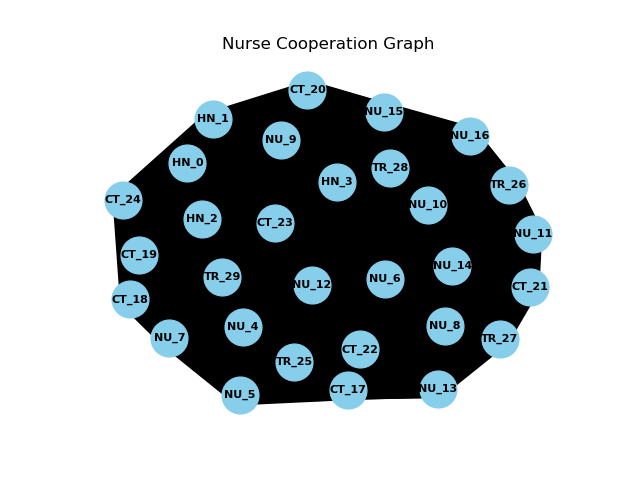 Nurse Cooperation Graph
CT_20
NU_15
HN_1
NU_16
NU_9
HN_0
TR_28
HN_3
TR_26
CT_24
NU_10
HN_2
CT_23
NU_11
CT_19
NU_14
TR_29
NU_6
NU_12
CT_21
CT_18
NU_4
NU_8
NU_7
TR_27
CT_22
TR_25
CT_17
NU_13
NU_5